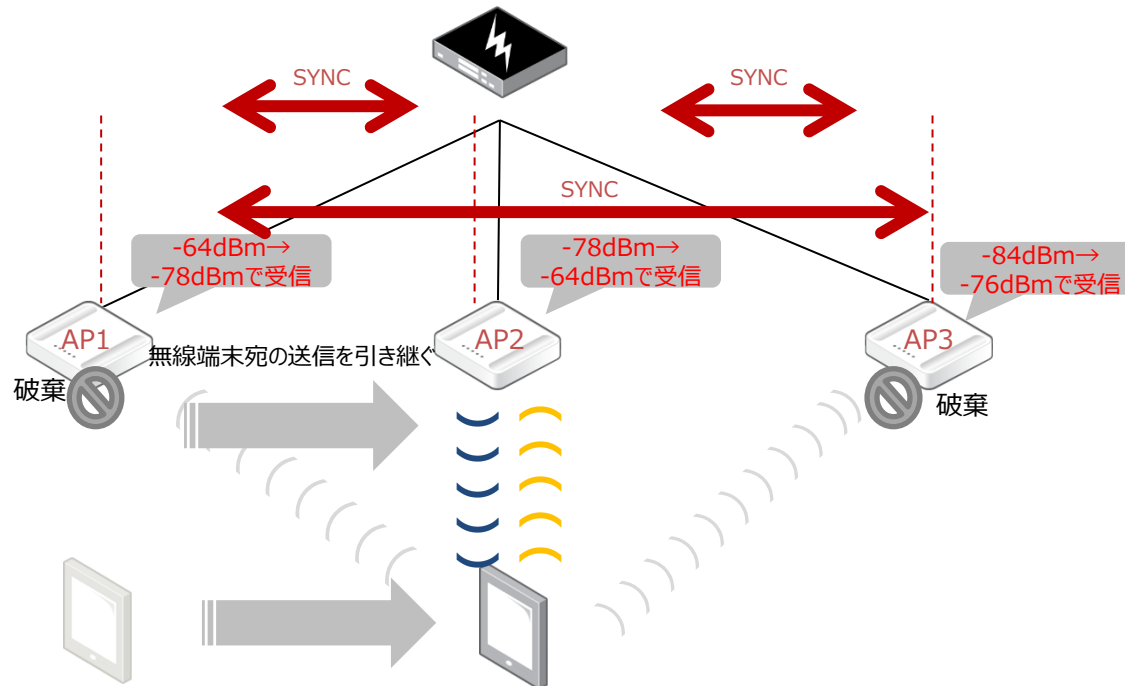 SYNC
SYNC
SYNC
-64dBm→
-78dBmで受信
-78dBm→
-64dBmで受信
-84dBm→
-76dBmで受信
AP1
AP2
AP3
無線端末宛の送信を引き継ぐ
破棄
破棄